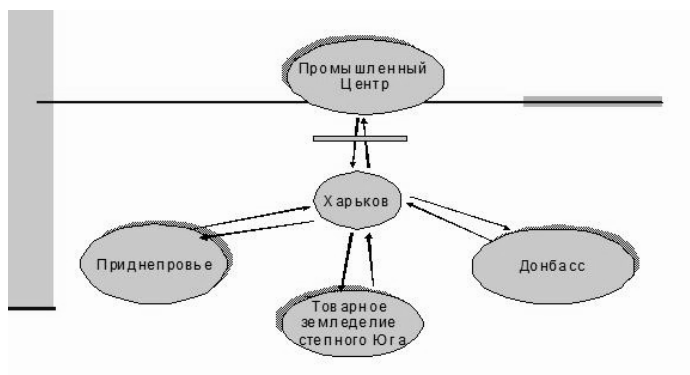 Промышленный
Центр
Харьков
Приднепровье
Донбасс
Товарное
земледелие
степного Юга